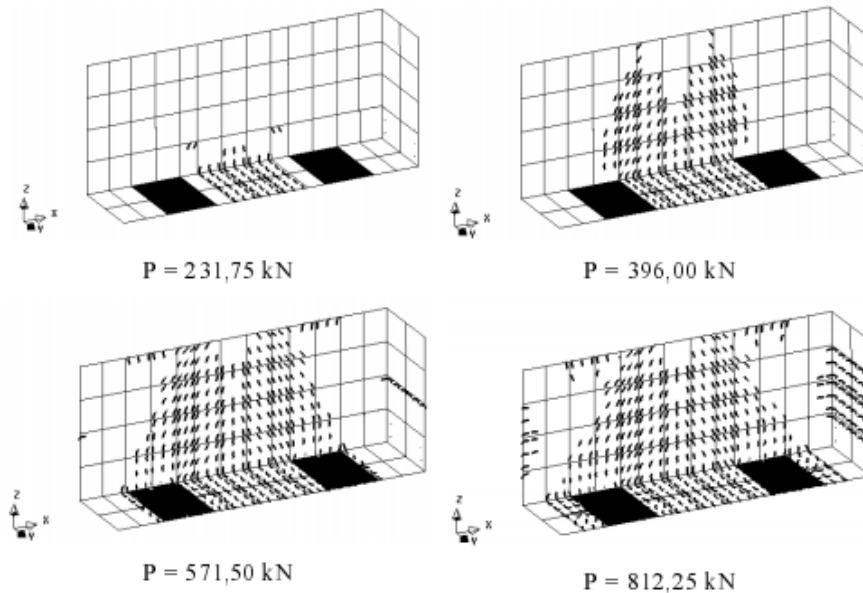 z
x
Y
P = 231,75 kN
z
X
Y
P = 396,00 kN
z
X
Y
P = 571,50 kN
z
X
Y
P = 812,25 kN